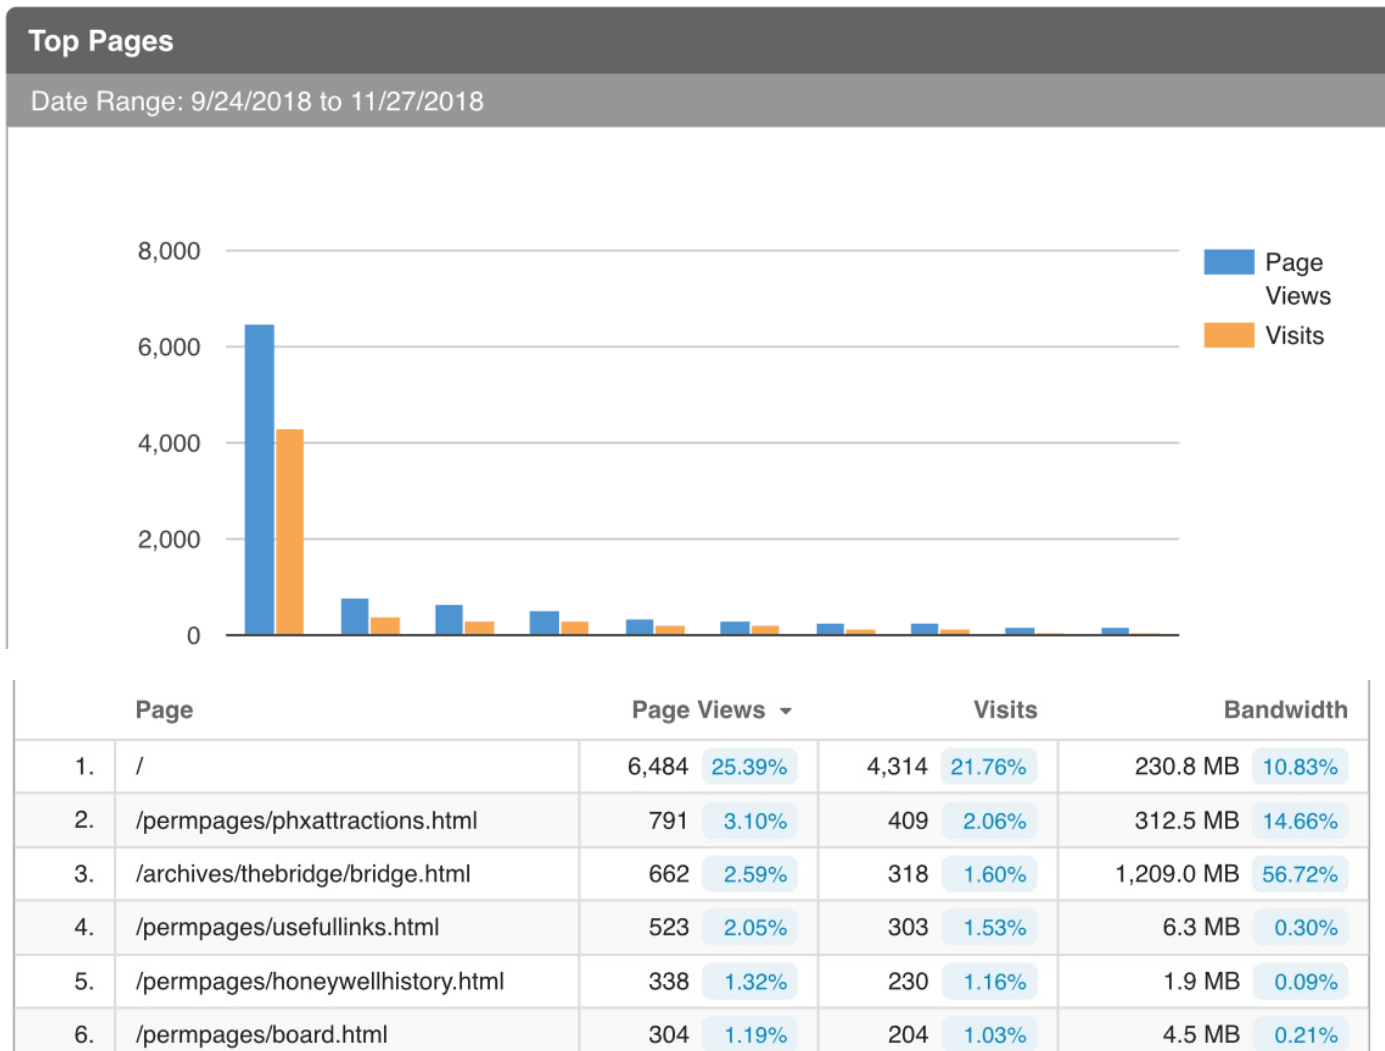 Top Pages
Date Range: 9/24/2018 to 11/27/2018
8,000
6,000
4,000
2,000
0
Page
Views
Visits
Page Page Views Visits Bandwidth
1. / 6,484 25.39% 4,314 21.76% 230.8 MB 10.83%
2. /permpages/phxattractions.html 791 3.10% 409 2.06% 312.5 MB 14.66%
3. /archives/thebridge/bridge.html 662 2.59% 318 1.60% 1,209.0 MB 56.72%
4. /permpages/usefullinks.html 523 2.05% 303 1.53% 6.3 MB 0.30%
5. /permpages/honeywellhistory.html 338 1.32% 230 1.16% 1.9 MB 0.09%
6. /permpages/board.html 304 1.19% 204 1.03% 4.5 MB 0.21%